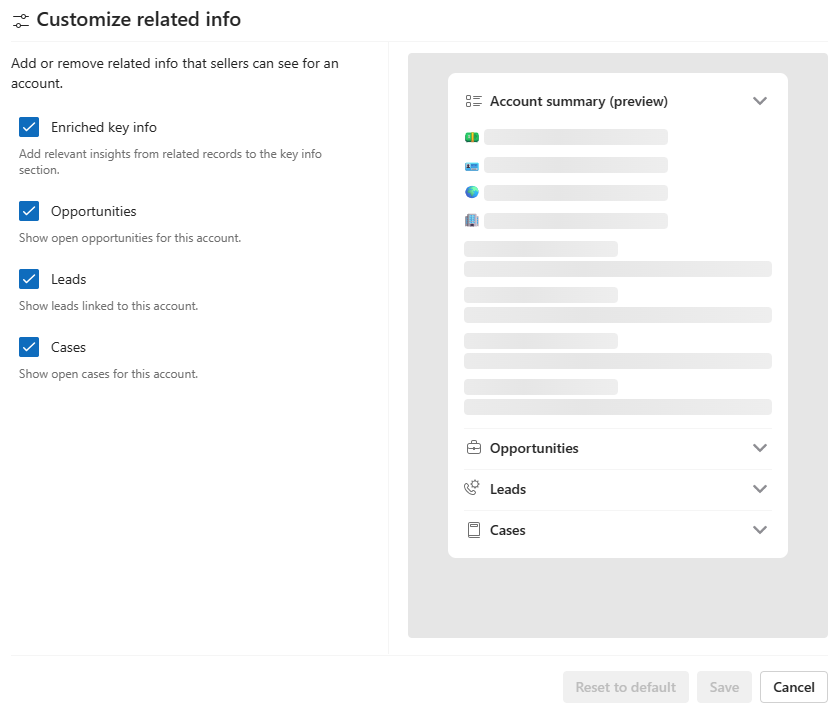 Customize related info
Add or remove related info that sellers can see for an
account.
Enriched key info
Add relevant insights from related records to the key info
section.
Opportunities
Show open opportunities for this account.
Leads
Show leads linked to this account.
Cases
Show open cases for this account.
Account summary (preview)
Opportunities
Leads
Cases
Reset to default
Save
Cancel